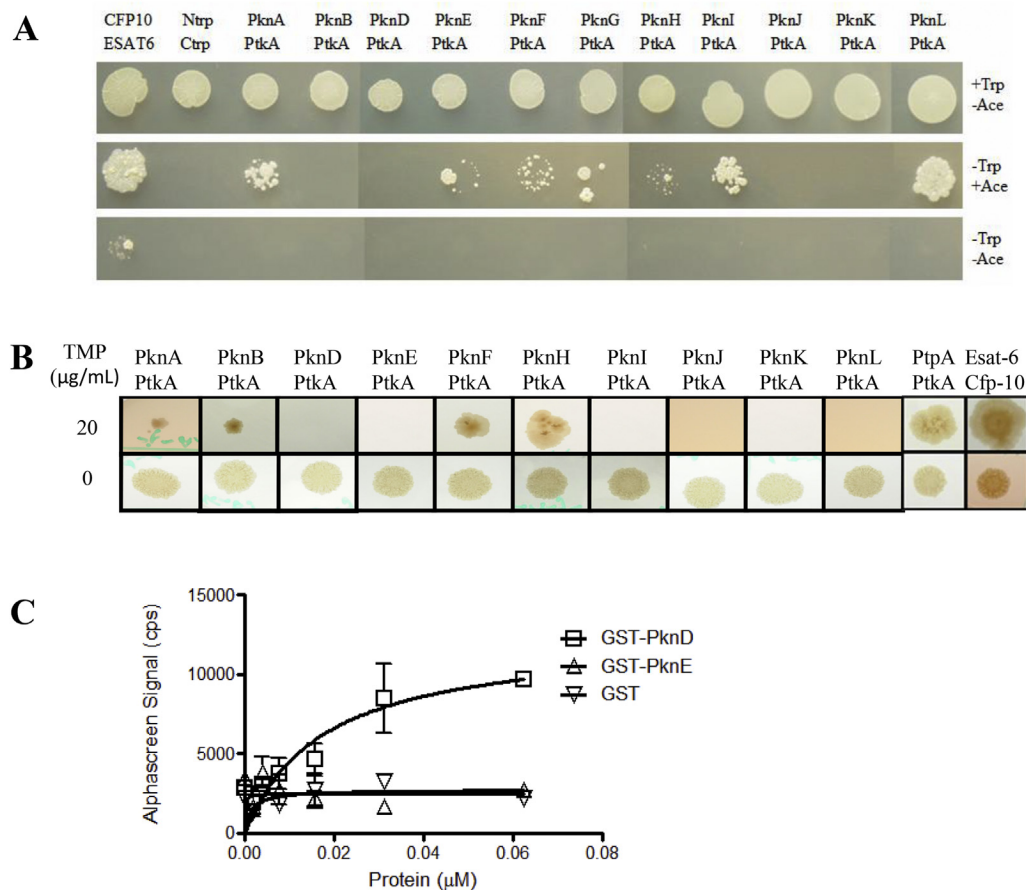 A
CFP10 Ntrp PknA PknB PknD PknE PknF PknG PknH PknI PknJ PknK PknL
ESAT6 Ctrp PtkA PtkA PtkA PtkA PtkA PtkA PtkA PtkA PtkA PtkA PtkA
+Trp
-Ace
-Trp
+Ace
-Trp
-Ace
B
TMP PknA PknB PknD PknE PknF PknH PknI PknJ PknK PknL PtpA Esat-6
(µg/mL) PtkA PtkA PtkA PtkA PtkA PtkA PtkA PtkA PtkA PtkA PtkA Cfp-10
20
0
C
15000
10000
5000
0
Alphascreen Signal (cps)
GST-PknD
GST-PknE
GST
0.00 0.02 0.04 0.06 0.08
Protein (µM)